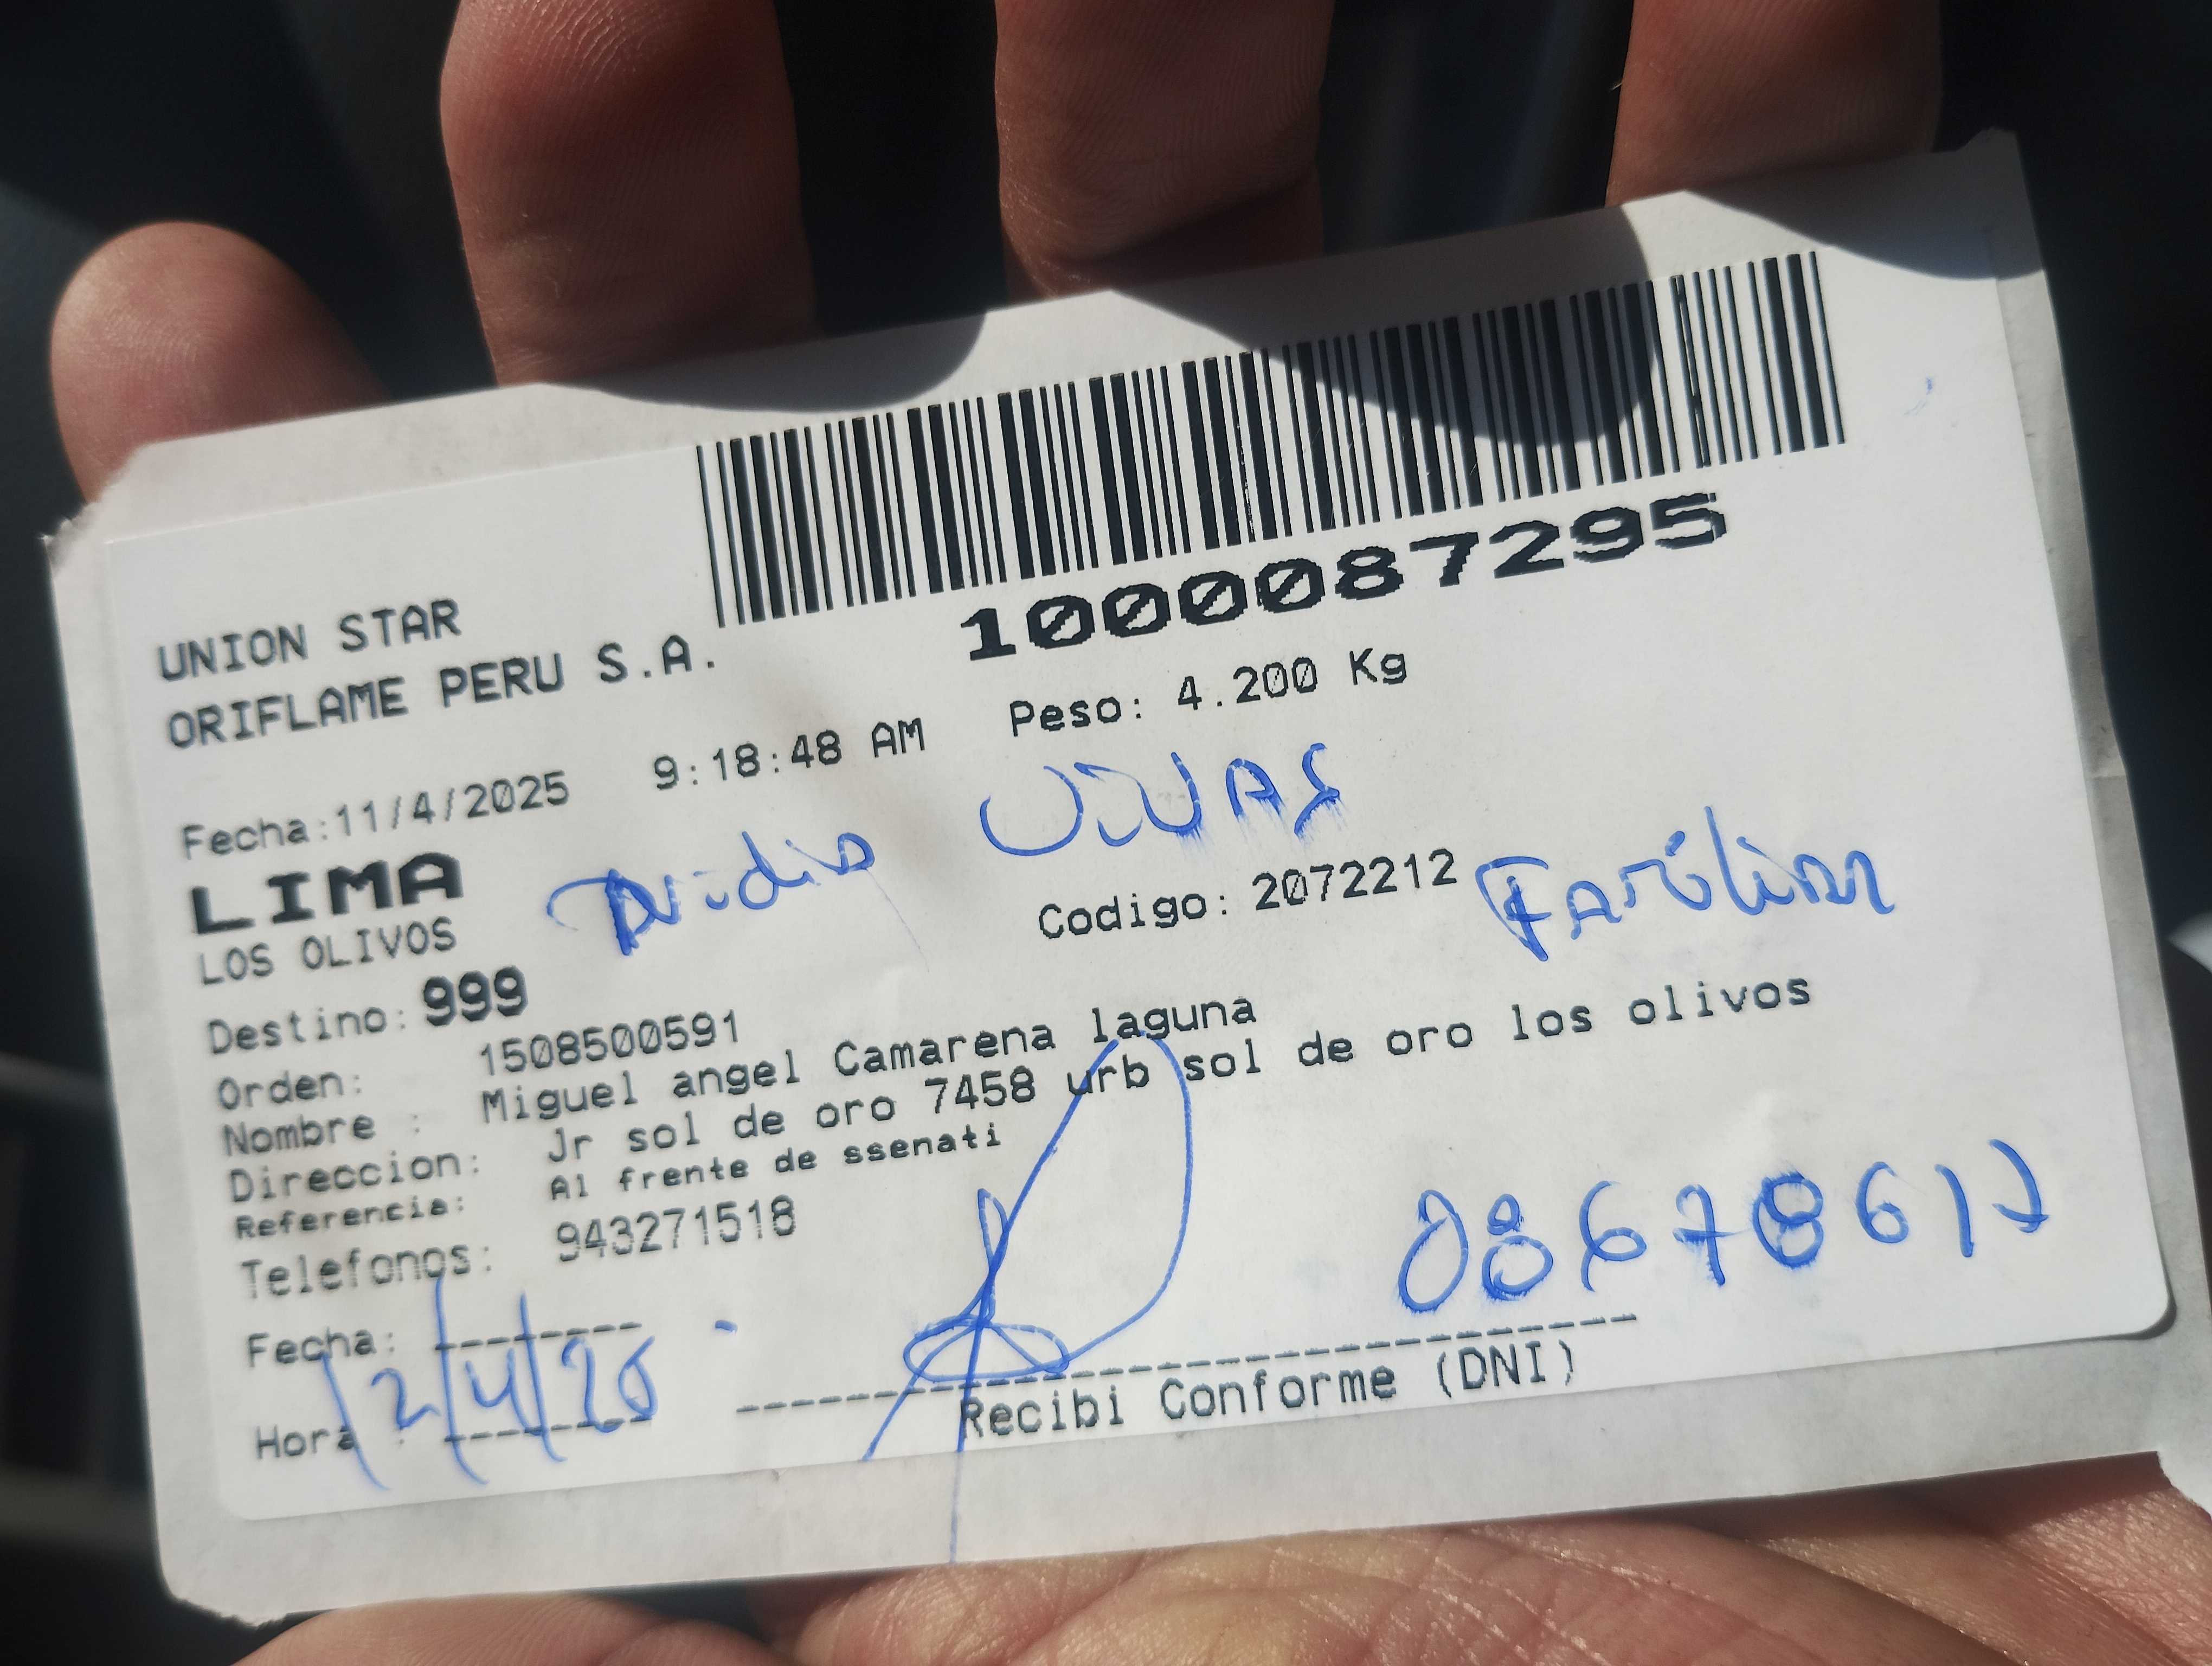 1000087295
UNION STAR
ORIFLAME PERU S.A.
Fecha:11/4/2025 9:18:48 AM Peso: 4.200 Kg
LIMA
LOS OLIVOS
Codigo: 2072212
Destino: 999
Orden: 1508500591
Nombre : Miguel angel Camarena laguna
Direccion: Jr sol de oro 7458 urb sol de oro los olivos
Referencia: Al frente de ssenati
Telefonos: 943271518
Fecha:
12/4/25
Hora :
Recibi Conforme (DNI)